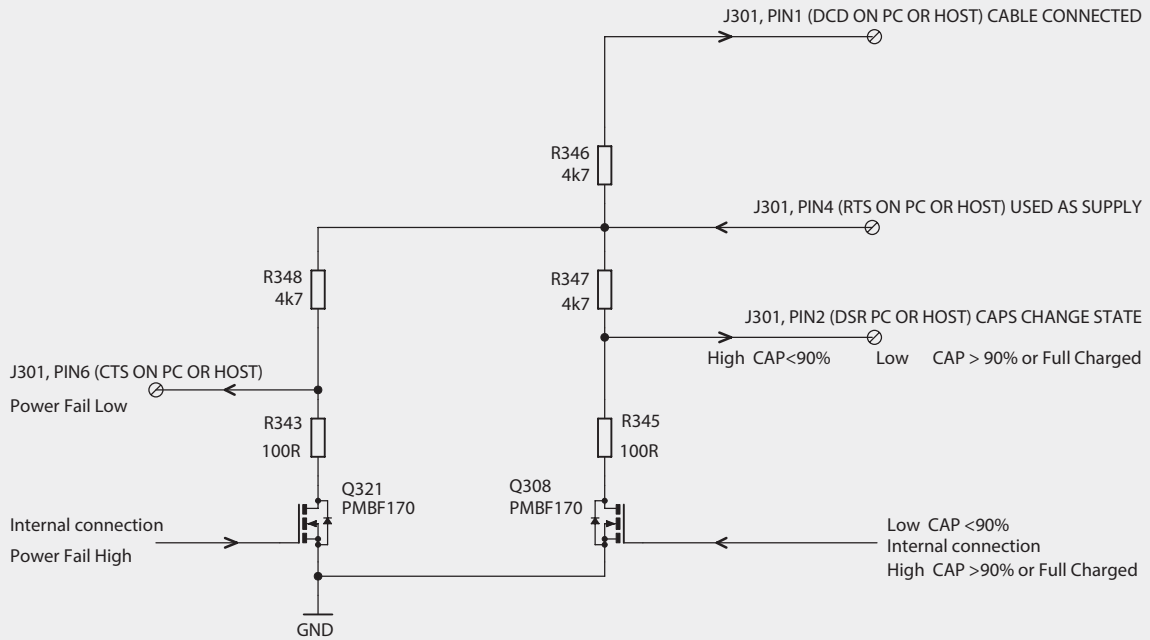 J301, PIN1 (DCD ON PC OR HOST) CABLE CONNECTED
R346
4k7
J301, PIN4 (RTS ON PC OR HOST) USED AS SUPPLY
R348
4k7
R347
4k7
J301, PIN2 (DSR PC OR HOST) CAPS CHANGE STATE
High CAP<90% Low CAP > 90% or Full Charged
J301, PIN6 (CTS ON PC OR HOST)
Power Fail Low
R343
100R
R345
100R
Q321
PMBF170
Q308
PMBF170
Internal connection
Power Fail High
Low CAP <90%
Internal connection
High CAP >90% or Full Charged
GND